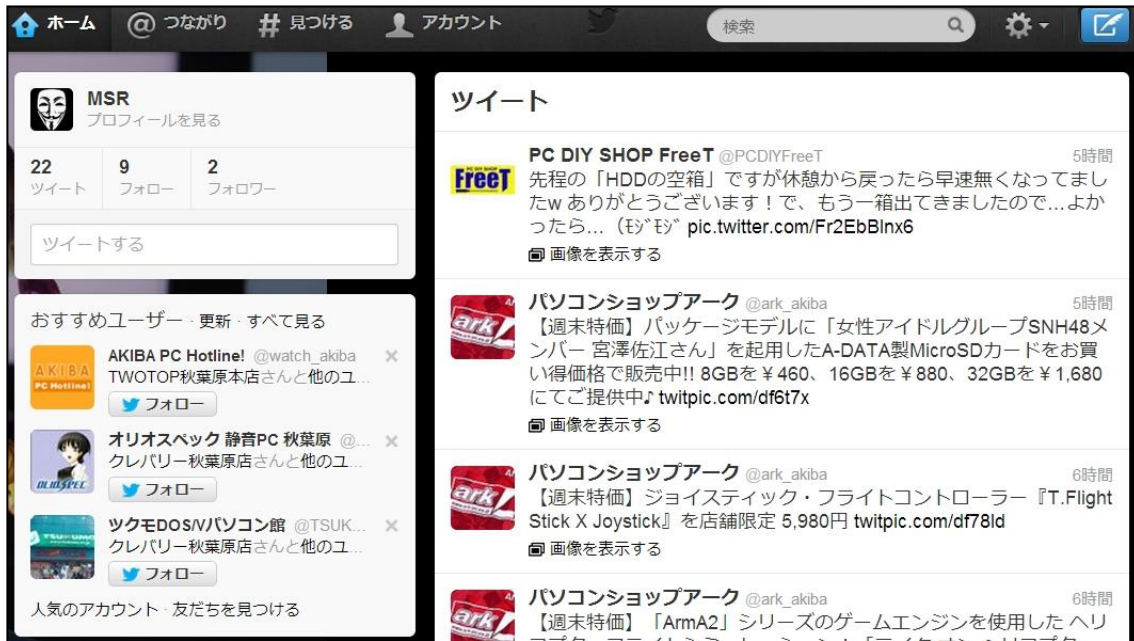 ホーム @ つながり # 見つける アカウント 検索
MSR
プロフィールを見る
22 9 2
ツイート フォロー フォロワー
ツイートする
おすすめユーザー · 更新 · すべて見る
AKIBA PC Hotline!
AKIBA PC Hotline! @watch_akiba ×
TWOTOP秋葉原本店さんと他のユ...
フォロー
OLIOSPEC
オリオスペック 静音PC 秋葉原 @... ×
クレバリー秋葉原店さんと他のユ...
フォロー
TSUKUMO
ツクモDOS/Vパソコン館 @TSUK... ×
クレバリー秋葉原店さんと他のユ...
フォロー
人気のアカウント · 友だちを見つける
ツイート
FreeT
PC DIY SHOP FreeT @PCDIYFreeT 5時間
先程の「HDDの空箱」ですが休憩から戻ったら早速無くなってまし
たw ありがとうございます!で、もう一箱出てきましたので…よか
ったら… (ﾓｼﾞﾓｼﾞ pic.twitter.com/Fr2EbBlnx6
画像を表示する
ark
パソコンショップアーク @ark_akiba 5時間
【週末特価】パッケージモデルに「女性アイドルグループSNH48メ
ンバー 宮澤佐江さん」を起用したA-DATA製MicroSDカードをお買
い得価格で販売中!! 8GBを¥460、16GBを¥880、32GBを¥1,680
にてご提供中♪ twitpic.com/df6t7x
画像を表示する
ark
パソコンショップアーク @ark_akiba 6時間
【週末特価】ジョイスティック・フライトコントローラー『T.Flight
Stick X Joystick』を店舗限定 5,980円 twitpic.com/df78ld
画像を表示する
ark
パソコンショップアーク @ark_akiba 6時間
【週末特価】「ArmA2」シリーズのゲームエンジンを使用した ヘリ